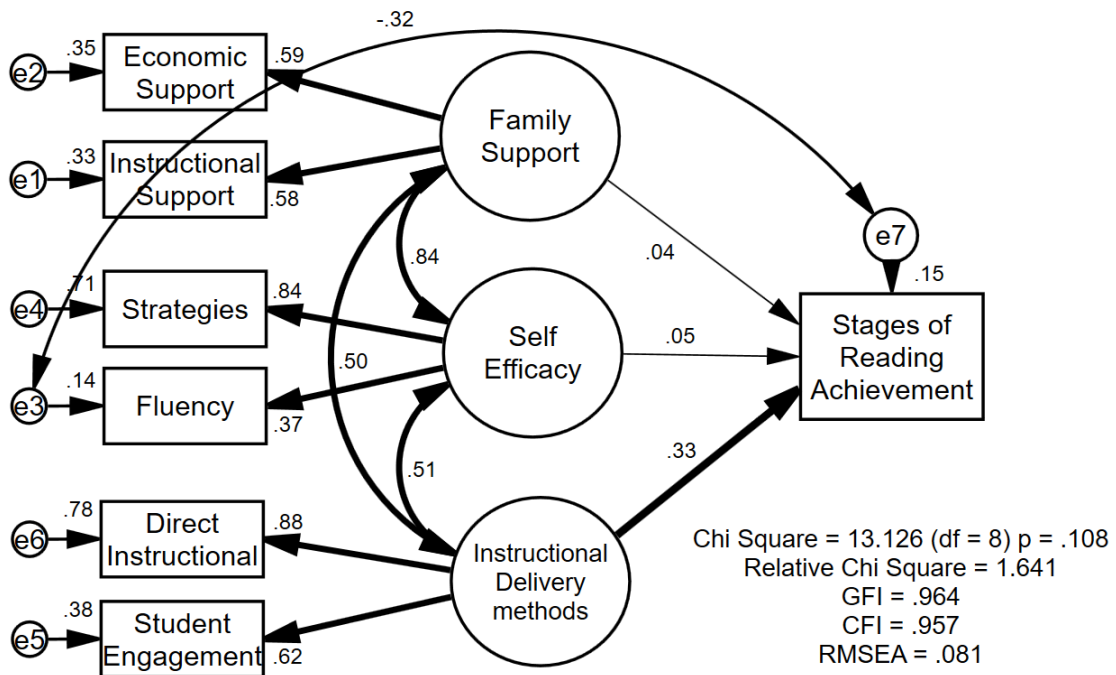 -.32
.35
e2
Economic
Support
.59
Family
Support
.33
e1
Instructional
Support
.58
e7
.04
.15
.84
.71
e4
Strategies
.84
Self
Efficacy
.05
Stages of
Reading
Achievement
.50
.14
e3
Fluency
.37
.51
.33
.78
e6
Direct
Instructional
.88
Instructional
Delivery
methods
.38
e5
Student
Engagement
.62
Chi Square = 13.126 (df = 8) p = .108
Relative Chi Square = 1.641
GFI = .964
CFI = .957
RMSEA = .081